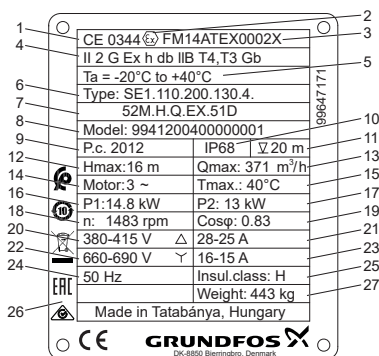 2
1 CE 0344 Ex FM14ATEX0002X 3
4 II 2 G Ex h db IIB T4,T3 Gb
Ta = -20°C to +40°C 5
6 Type: SE1.110.200.130.4.
7 52M.H.Q.EX.51D
8 Model: 9941200400000001 10
9 P.c. 2012 IP68 20 m 11
12 Hmax:16 m Qmax: 371 m³/h 13
14 Motor:3 ~ Tmax.: 40°C 15
16 P1:14.8 kW P2: 13 kW 17
18 n: 1483 rpm Cosφ: 0.83 19
20 380-415 V △ 28-25 A 21
22 660-690 V Y 16-15 A 23
24 50 Hz Insul.class: H 25
Weight: 443 kg 27
26 Made in Tatabánya, Hungary
99647171
10
EAC
CE GRUNDFOS
DK-8850 Bjerringbro, Denmark